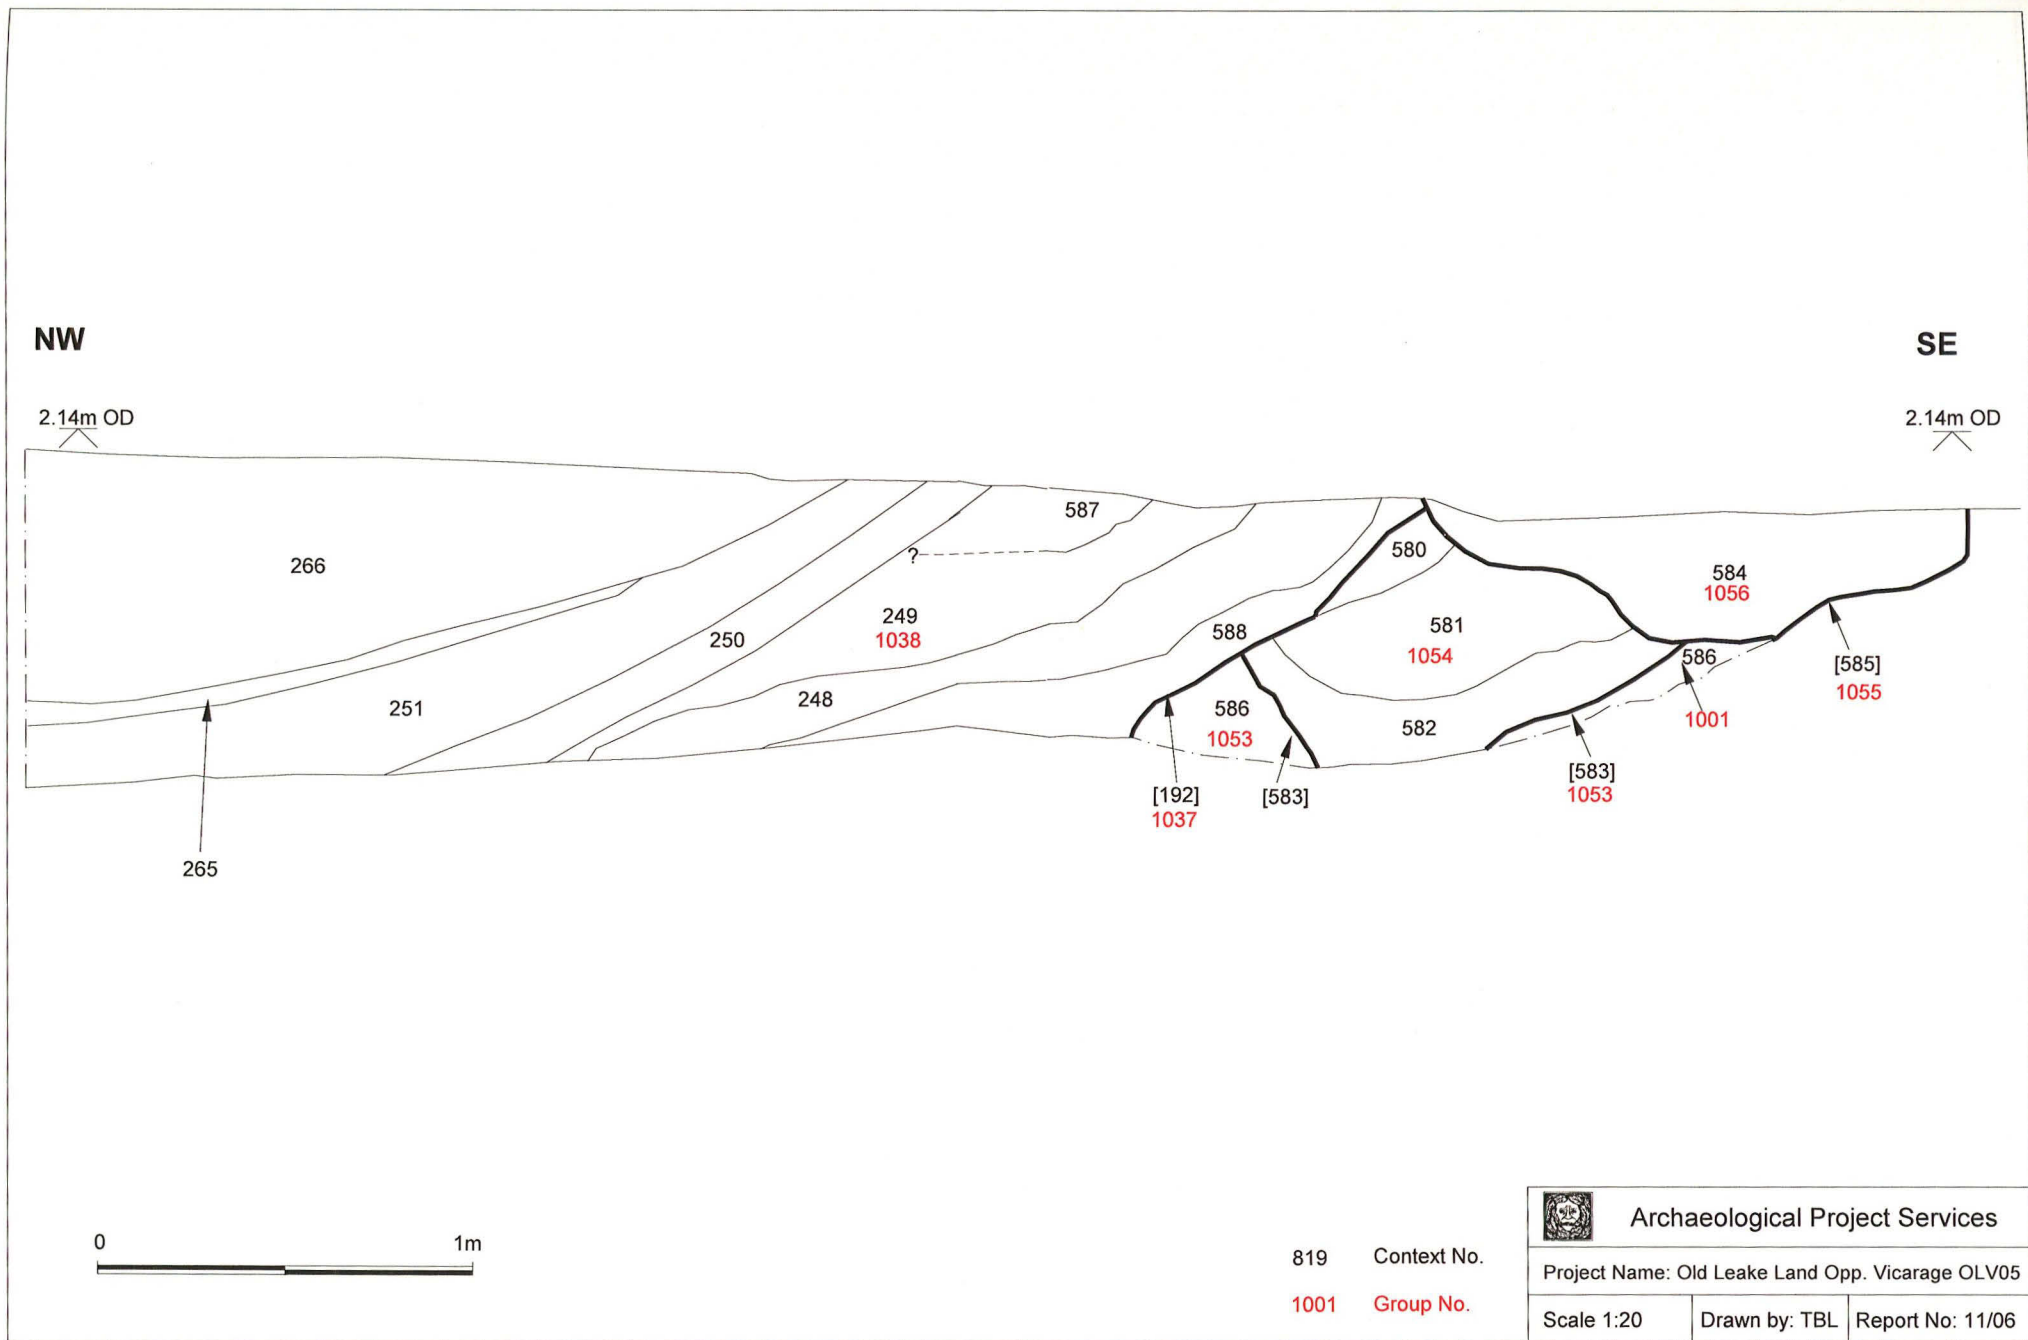 NW
SE
2.14m OD
2.14m OD
587
580
266
584
1056
249
1038
581
1054
588
250
586
[585]
1055
248
251
586
1053
582
1001
[583]
1053
[192]
1037
[583]
265
0 1m
819 Context No.
1001 Group No.
Archaeological Project Services
Project Name: Old Leake Land Opp. Vicarage OLV05
Scale 1:20
Drawn by: TBL
Report No: 11/06